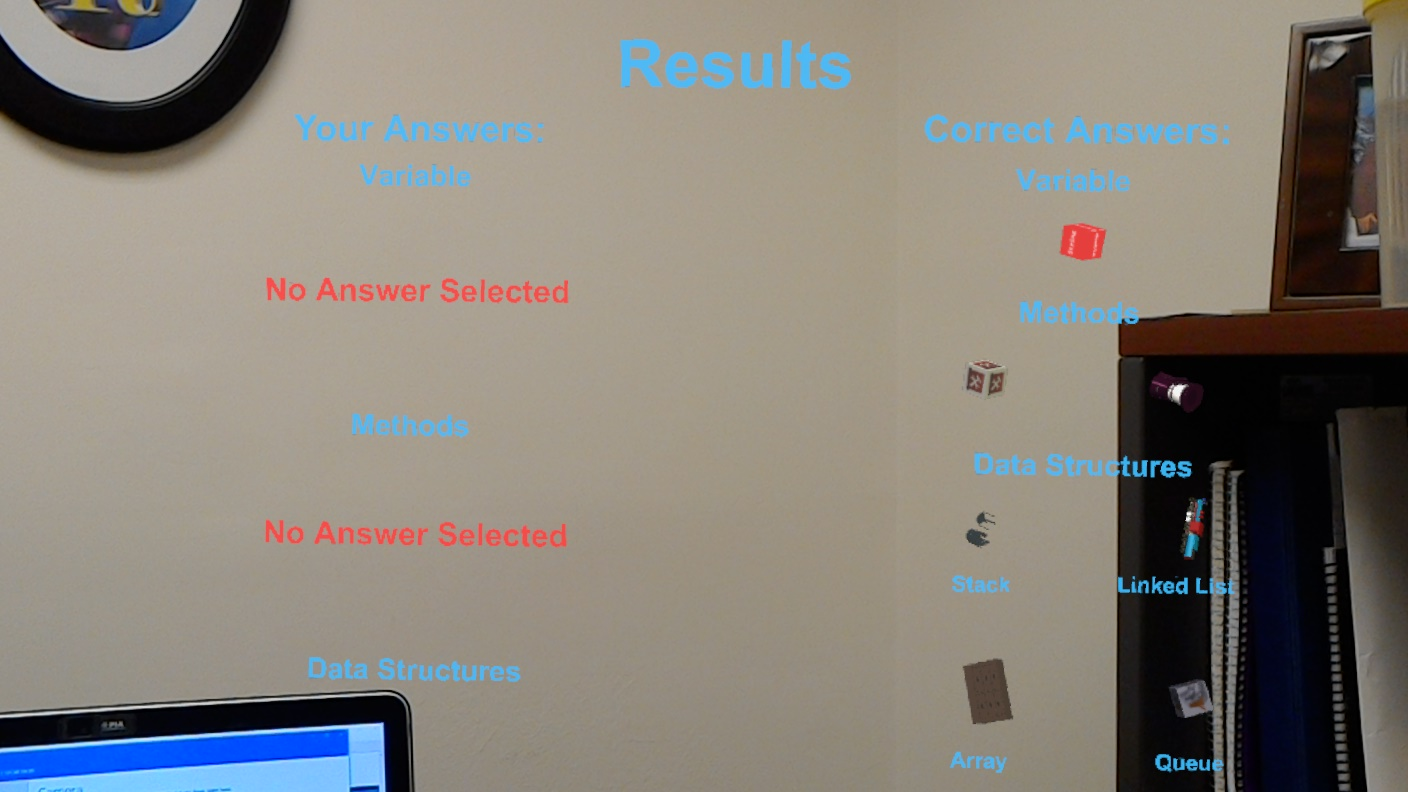 Results
Your Answers:
Variable
No Answer Selected
Methods
No Answer Selected
Data Structures
Correct Answers:
Variable
Methods
Data Structures
Stack
Linked List
Array
Queue
Camera